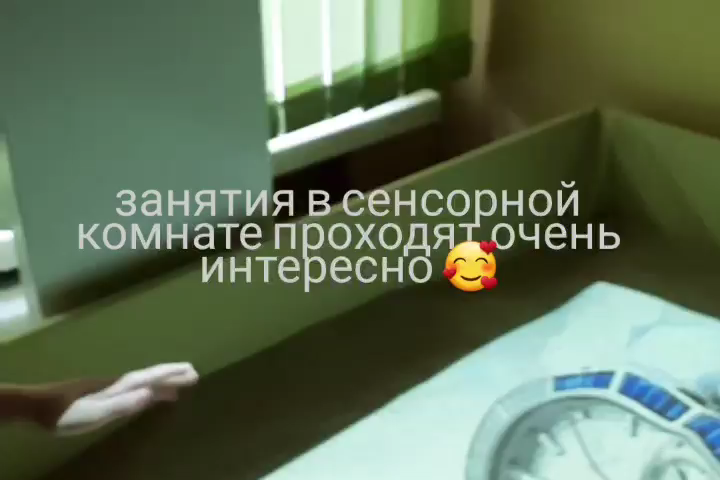 занятия в сенсорной
комнате проходят очень
интересно 🥰